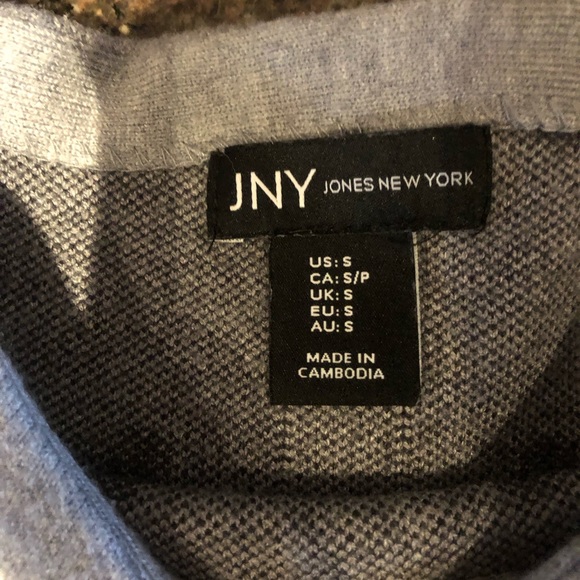 JNY JONES NEW YORK
US: S
CA: S/P
UK: S
EU: S
AU: S
MADE IN
CAMBODIA